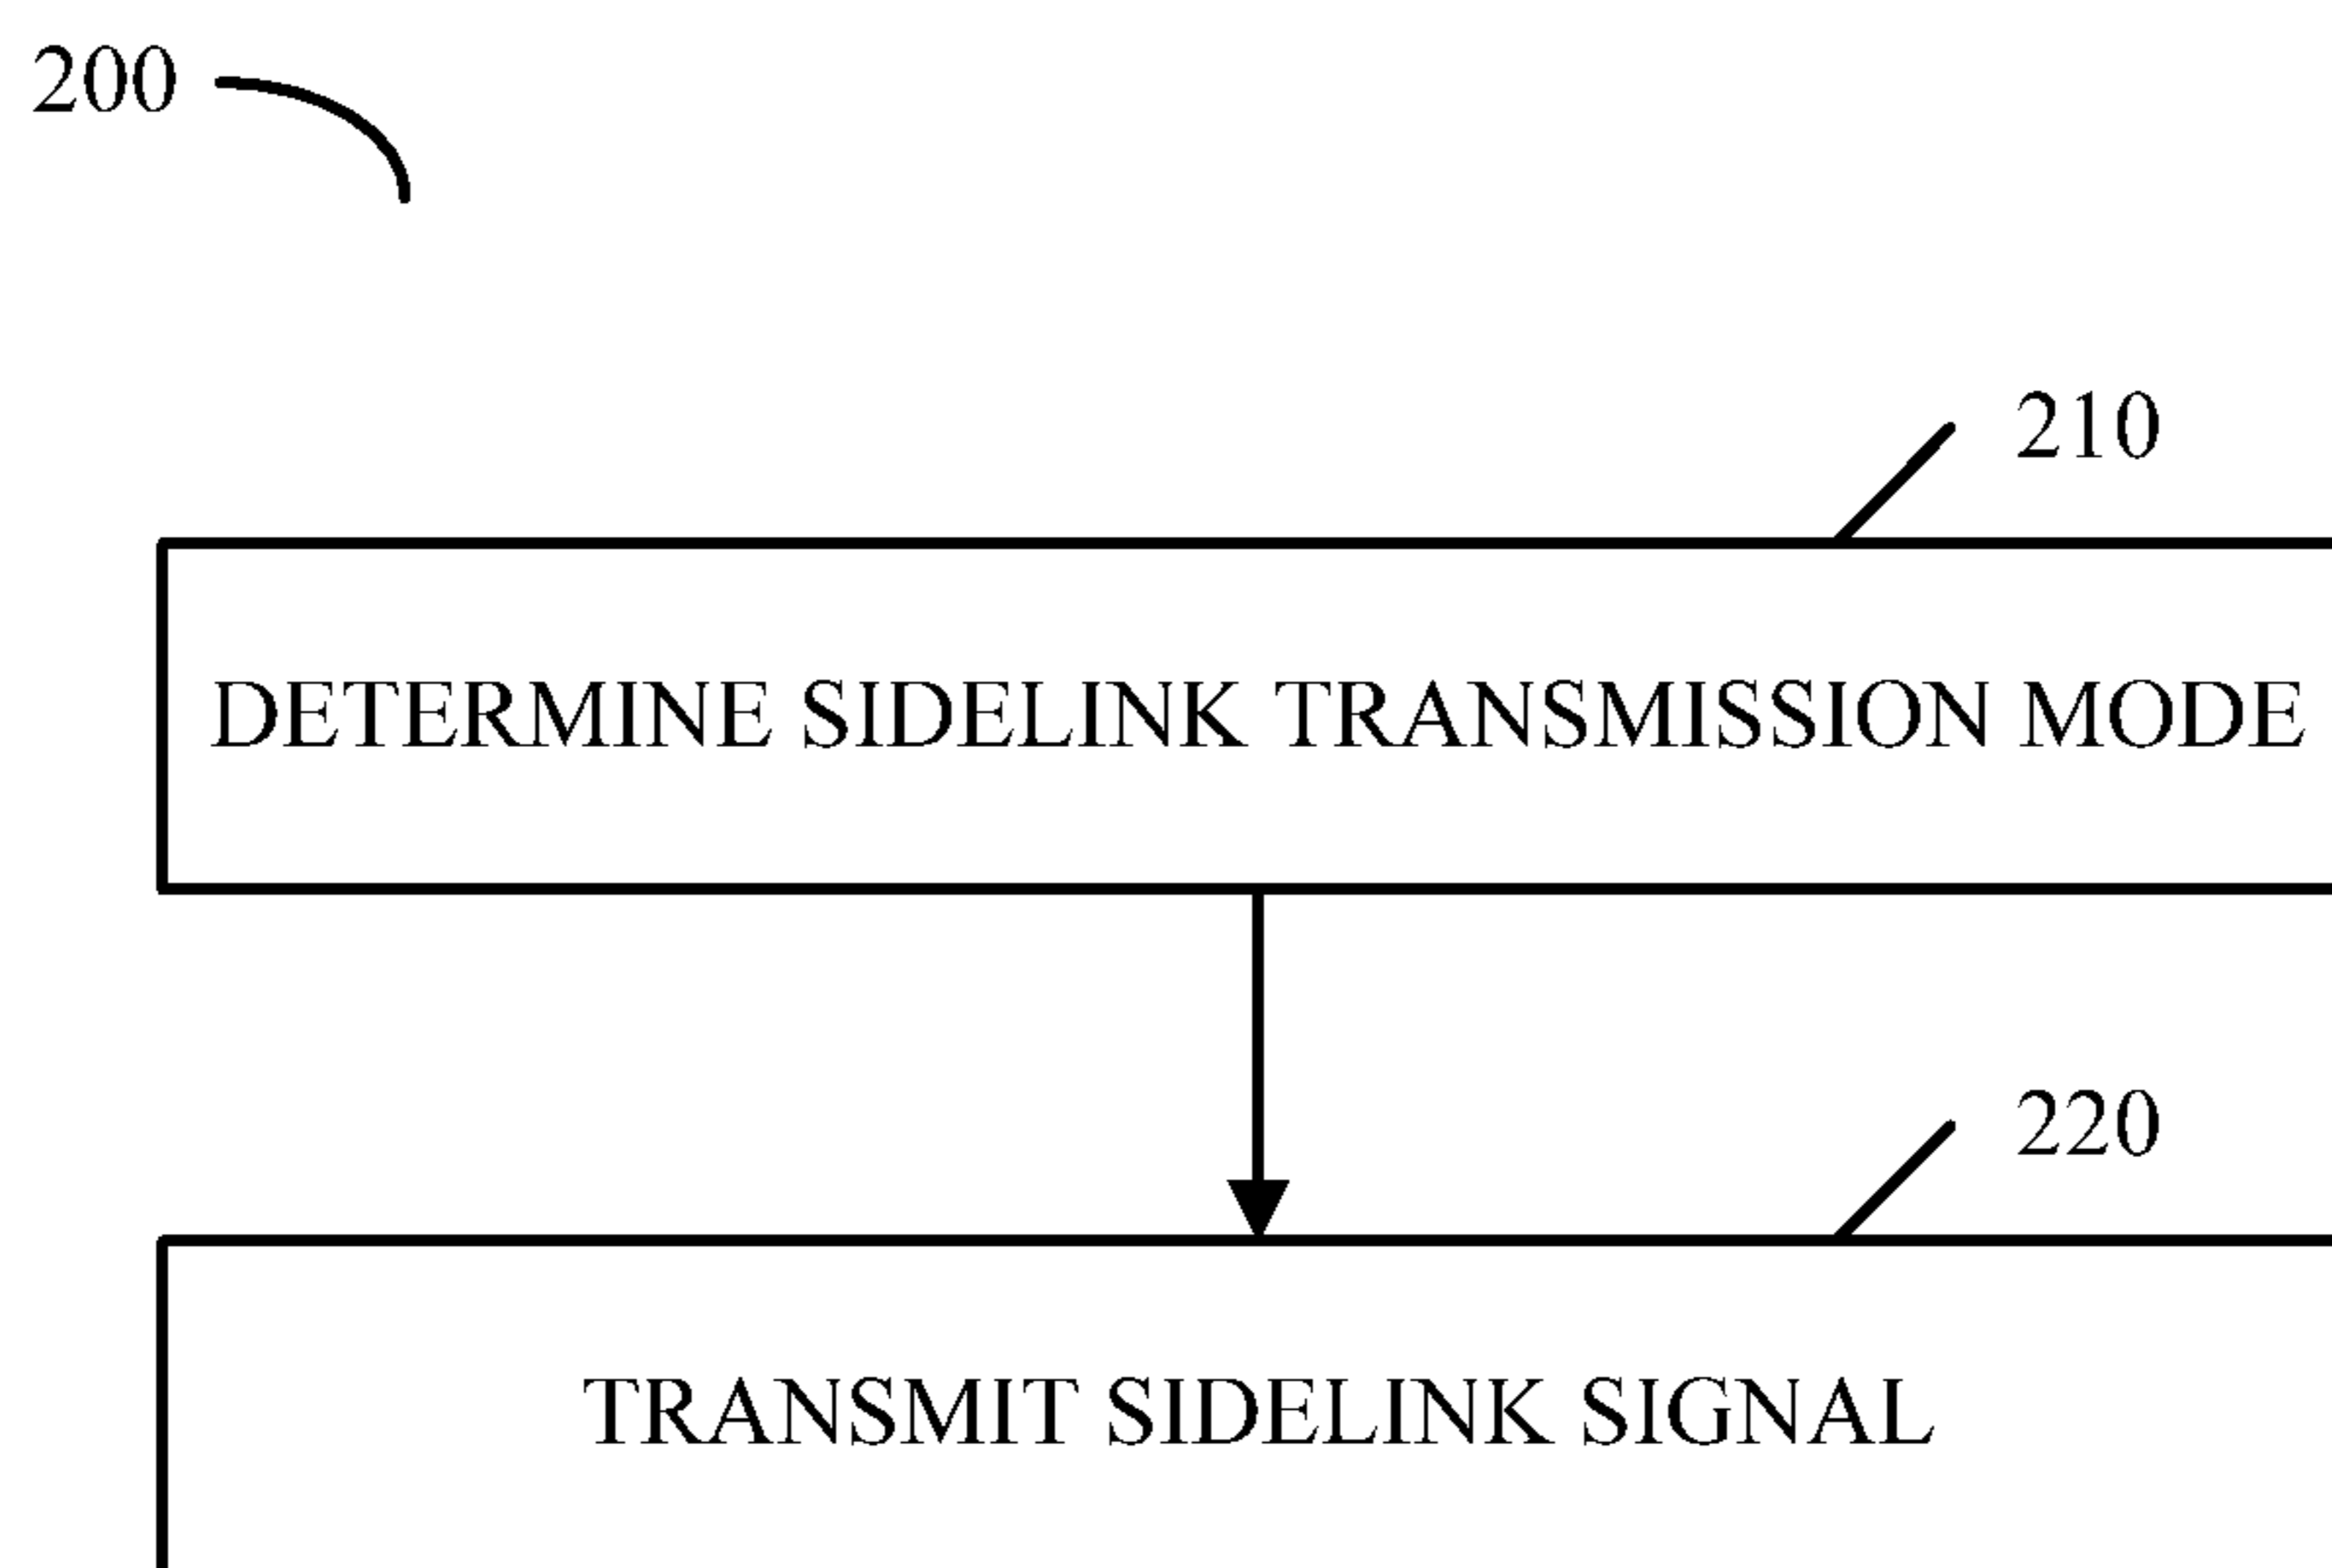 200
210
DETERMINE SIDELINK TRANSMISSION MODE
220
TRANSMIT SIDELINK SIGNAL